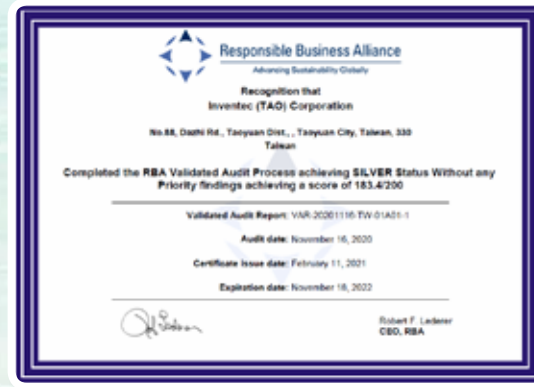 Responsible Business Alliance
Advancing Sustainability Globally
Recognition that
Inventec (TAO) Corporation
No.88, Dazhi Rd., Taoyuan Dist., , Taoyuan City, Taiwan, 330
Taiwan
Completed the RBA Validated Audit Process achieving SILVER Status Without any
Priority findings achieving a score of 183.4/200
Validated Audit Report: VAR-20201116-TW-01A01-1
Audit date: November 16, 2020
Certificate Issue date: February 11, 2021
Expiration date: November 16, 2022
Robert F. Lederer
CEO, RBA